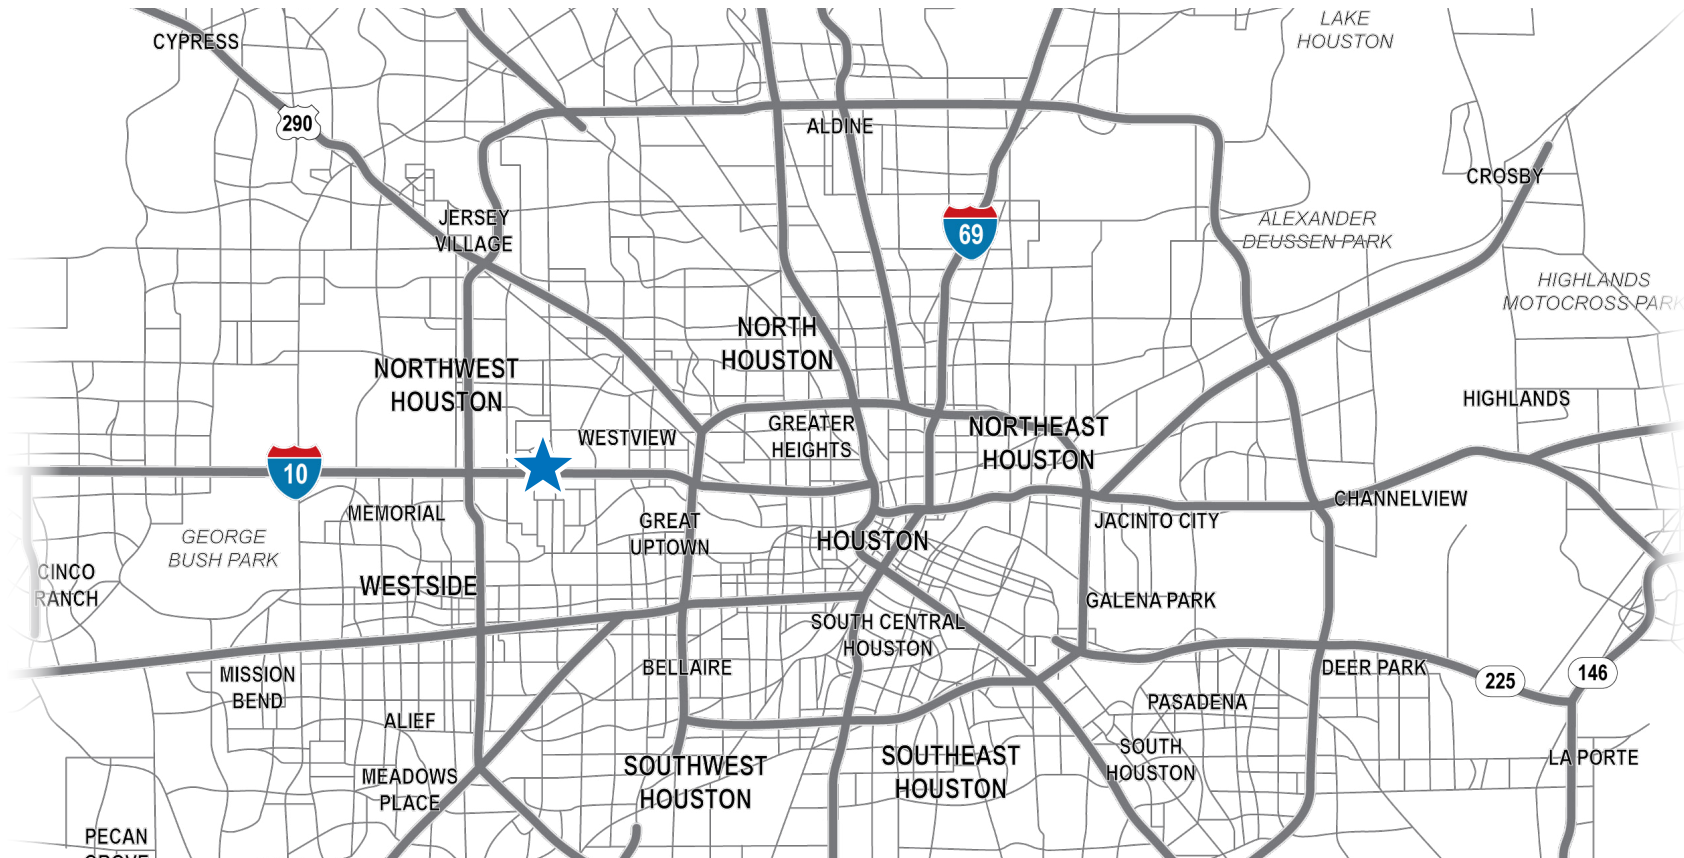 LAKE
HOUSTON
CYPRESS
290
ALDINE
CROSBY
JERSEY
VILLAGE
69
ALEXANDER
DEUSSEN PARK
HIGHLANDS
MOTOCROSS PARK
NORTH
HOUSTON
NORTHWEST
HOUSTON
HIGHLANDS
GREATER
HEIGHTS
NORTHEAST
HOUSTON
WESTVIEW
10
CHANNELVIEW
MEMORIAL
GREAT
UPTOWN
JACINTO CITY
GEORGE
BUSH PARK
HOUSTON
CINCO
RANCH
WESTSIDE
GALENA PARK
SOUTH CENTRAL
HOUSTON
MISSION
BEND
BELLAIRE
DEER PARK
225
146
PASADENA
ALIEF
SOUTH
HOUSTON
SOUTHWEST
HOUSTON
SOUTHEAST
HOUSTON
LA PORTE
MEADOWS
PLACE
PECAN
GROVE